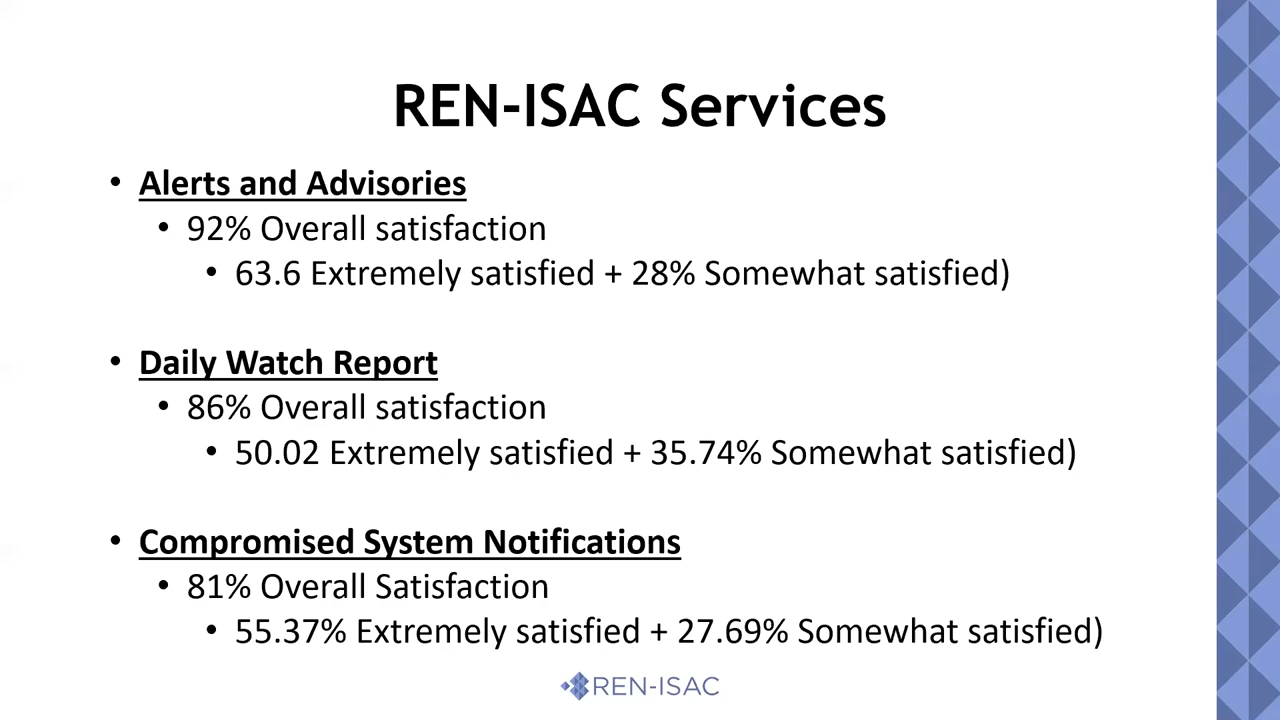 REN-ISAC Services
• Alerts and Advisories
• 92% Overall satisfaction
• 63.6 Extremely satisfied + 28% Somewhat satisfied)
• Daily Watch Report
• 86% Overall satisfaction
• 50.02 Extremely satisfied + 35.74% Somewhat satisfied)
• Compromised System Notifications
• 81% Overall Satisfaction
• 55.37% Extremely satisfied + 27.69% Somewhat satisfied)
REN-ISAC